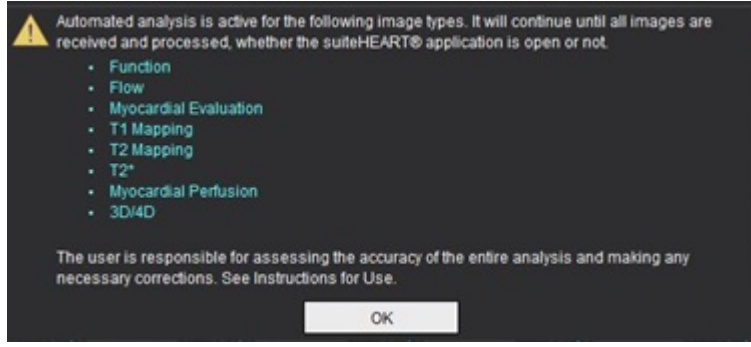 Automated analysis is active for the following image types. It will continue until all images are
received and processed, whether the suiteHEART® application is open or not.
• Function
• Flow
• Myocardial Evaluation
• T1 Mapping
• T2 Mapping
• T2*
• Myocardial Perfusion
• 3D/4D
The user is responsible for assessing the accuracy of the entire analysis and making any
necessary corrections. See Instructions for Use.
OK